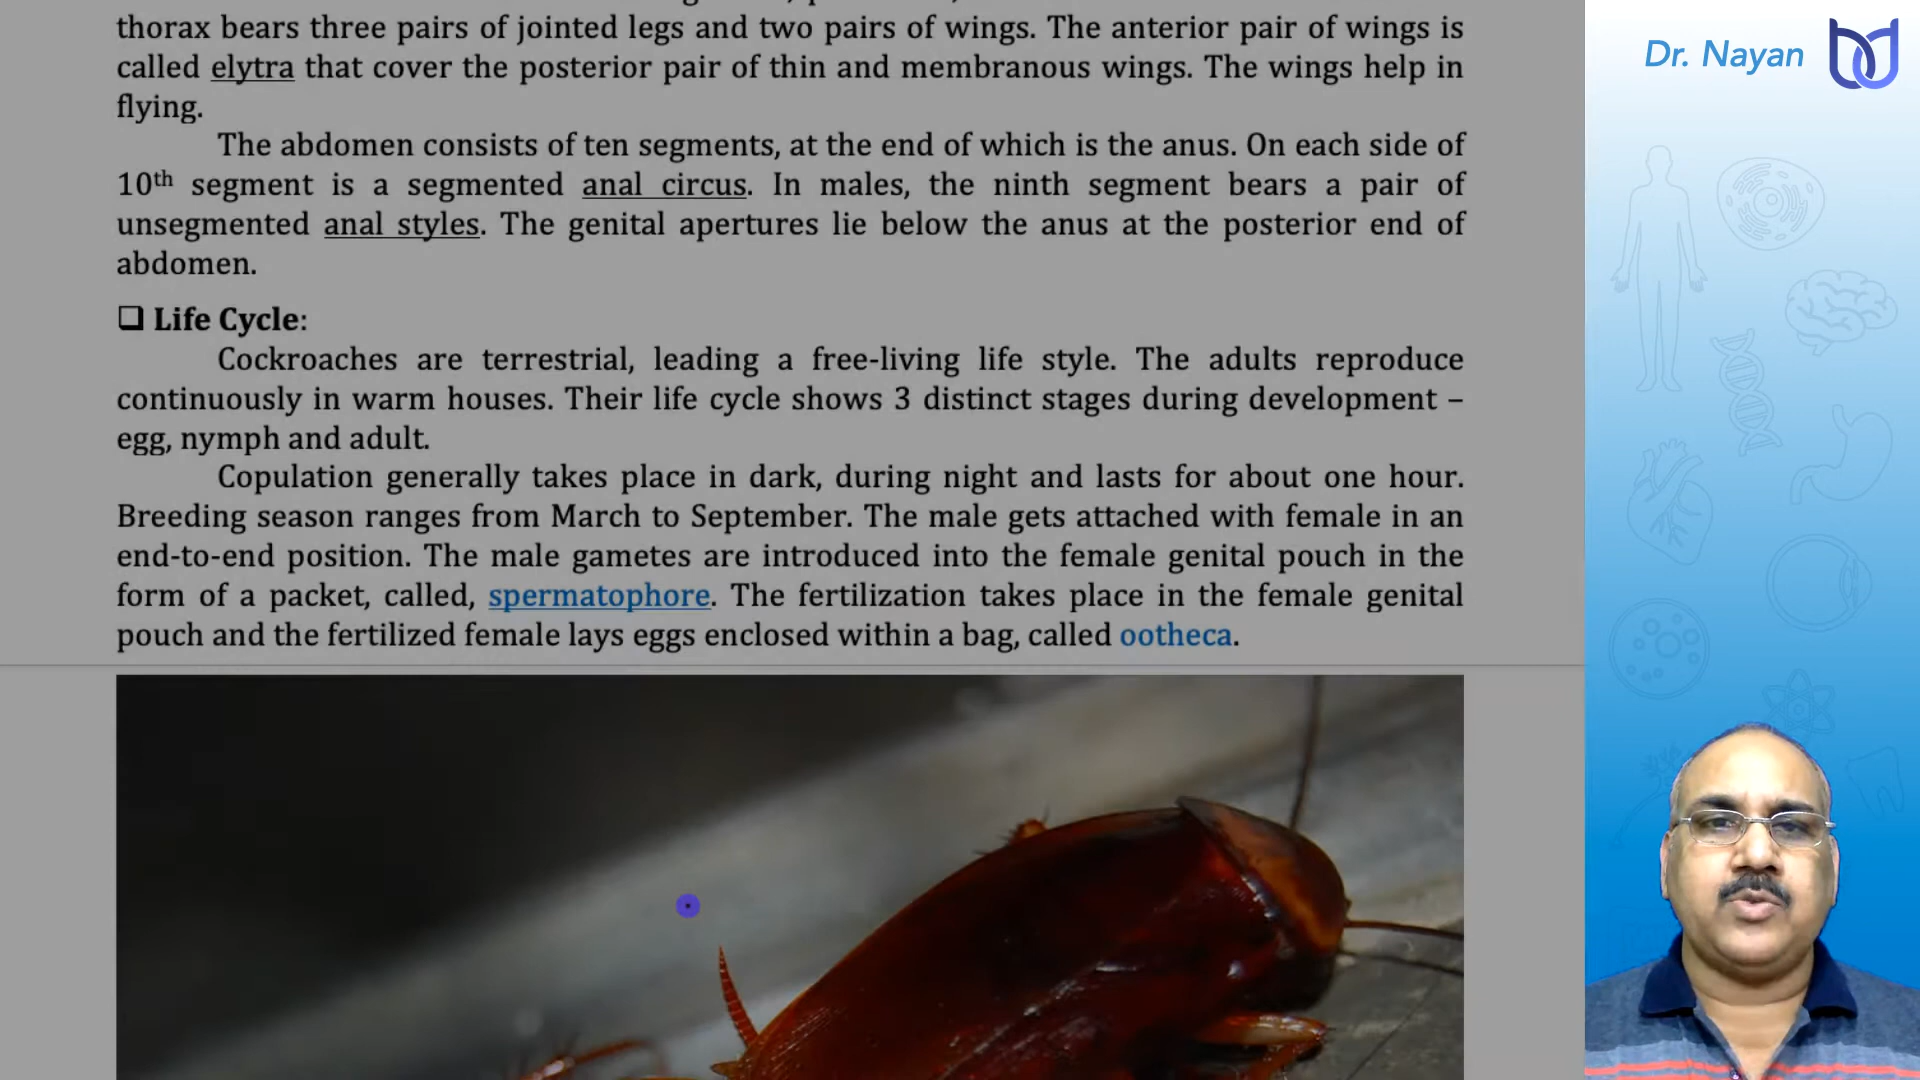 thorax bears three pairs of jointed legs and two pairs of wings. The anterior pair of wings is
called elytra that cover the posterior pair of thin and membranous wings. The wings help in
flying.
The abdomen consists of ten segments, at the end of which is the anus. On each side of
10th segment is a segmented anal circus. In males, the ninth segment bears a pair of
unsegmented anal styles. The genital apertures lie below the anus at the posterior end of
abdomen.
❑ Life Cycle:
Cockroaches are terrestrial, leading a free-living life style. The adults reproduce
continuously in warm houses. Their life cycle shows 3 distinct stages during development –
egg, nymph and adult.
Copulation generally takes place in dark, during night and lasts for about one hour.
Breeding season ranges from March to September. The male gets attached with female in an
end-to-end position. The male gametes are introduced into the female genital pouch in the
form of a packet, called, spermatophore. The fertilization takes place in the female genital
pouch and the fertilized female lays eggs enclosed within a bag, called ootheca.
Dr. Nayan